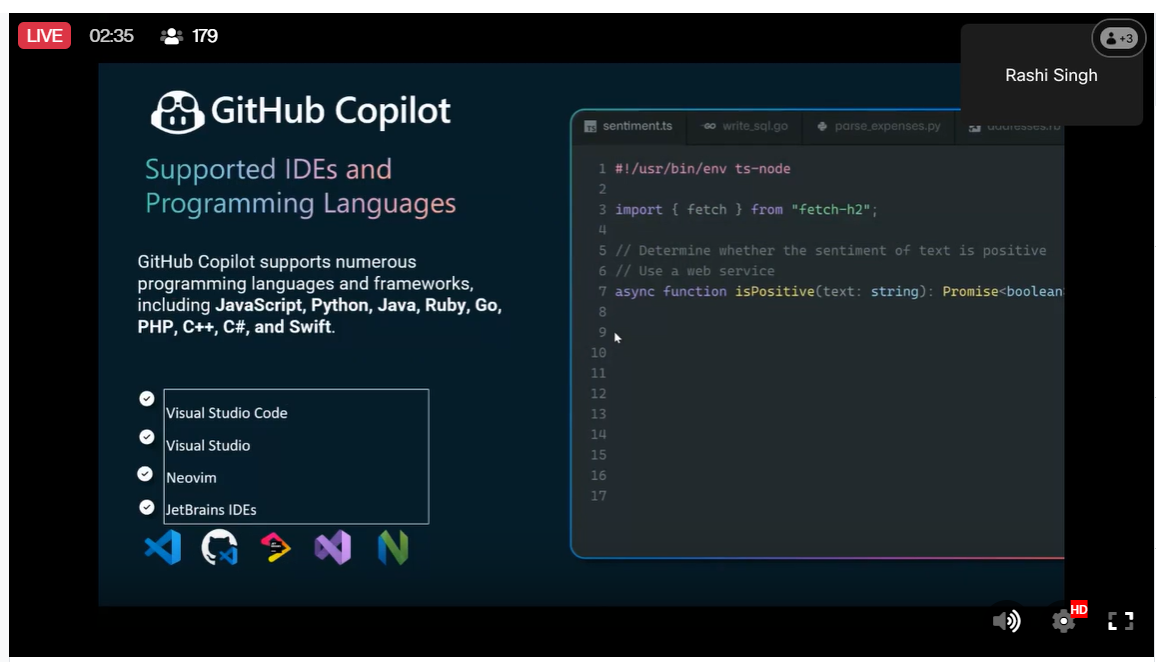 LIVE 02:35 179
+3
Rashi Singh
GitHub Copilot
Supported IDEs and
Programming Languages
GitHub Copilot supports numerous
programming languages and frameworks,
including JavaScript, Python, Java, Ruby, Go,
PHP, C++, C#, and Swift.
Visual Studio Code
Visual Studio
Neovim
JetBrains IDEs
TS sentiment.ts GO write_sql.go parse_expenses.py addresses.rb
1 #!/usr/bin/env ts-node
2
3 import { fetch } from "fetch-h2";
4
5 // Determine whether the sentiment of text is positive
6 // Use a web service
7 async function isPositive(text: string): Promise<boolean
8
9
10
11
12
13
14
15
16
17
HD